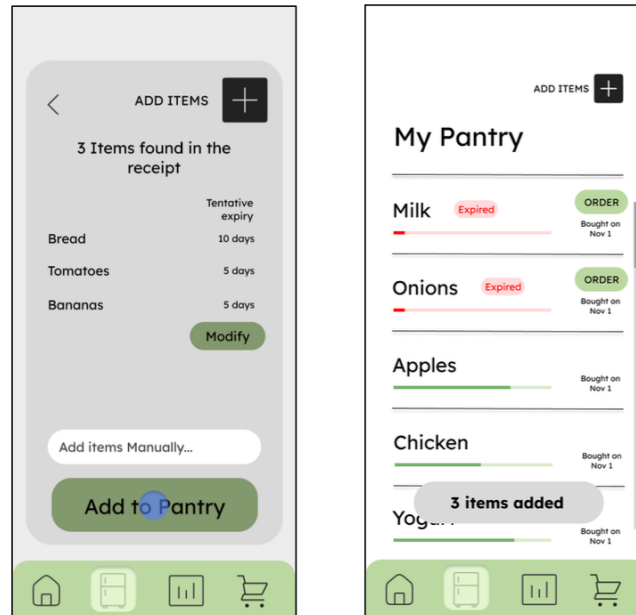 ADD ITEMS
3 Items found in the
receipt
Tentative
expiry
Bread 10 days
Tomatoes 5 days
Bananas 5 days
Modify
Add items Manually...
Add to Pantry
ADD ITEMS
My Pantry
Milk Expired ORDER
Bought on
Nov 1
Onions Expired ORDER
Bought on
Nov 1
Apples
Bought on
Nov 1
Chicken
Bought on
Nov 1
3 items added
Bought on
Nov 1